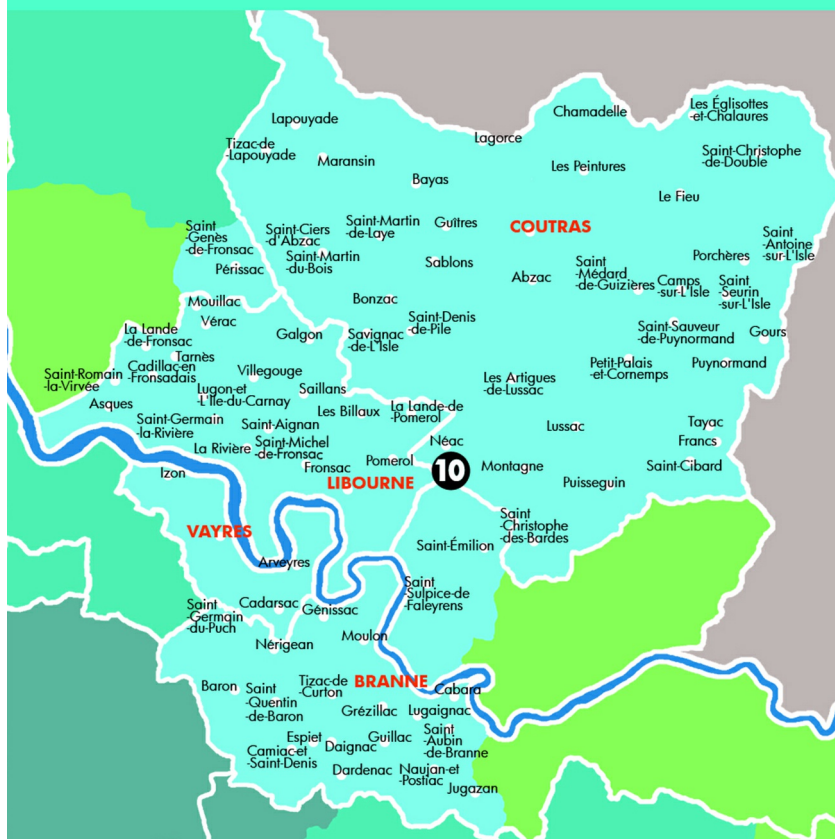 Les Églisottes
-et-Chalaures
Chamadelle
Lapouyade
Lagorce
Tizac-de
-Lapouyade
Maransin
Saint-Christophe
-de-Double
Les Peintures
Bayas
Le Fieu
Saint
-Genès
-de-Fronsac
Saint-Ciers
-d'Abzac
Saint-Martin
-de-Laye
Guîtres
COUTRAS
Saint
-Antoine
-sur-L'Isle
Saint-Martin
-du-Bois
Périssac
Sablons
Porchères
Abzac
Saint
-Médard
-de-Guizières
Camps
-sur-L'Isle
Saint
-Seurin
-sur-L'Isle
Mouillac
Bonzac
Vérac
Saint-Denis
-de-Pile
La Lande
-de-Fronsac
Galgon
Savignac
-de-L'Isle
Saint-Sauveur
-de-Puynormand
Gours
Tarnès
Cadillac-en
-Fronsadais
Saint-Romain
-la-Virvée
Villegouge
Petit-Palais
-et-Cornemps
Puynormand
Les Artigues
-de-Lussac
Lugon-et
-L'Ile-du-Carnay
Saillans
Asques
Les Billaux
La Lande-de
-Pomerol
Saint-Germain
-la-Rivière
Saint-Aignan
Lussac
Tayac
Francs
La Rivière
Saint-Michel
-de-Fronsac
Néac
Pomerol
Fronsac
10
Montagne
Saint-Cibard
Izon
LIBOURNE
Puisseguin
VAYRES
Saint
-Christophe
-des-Bardes
Saint-Émilion
Arveyres
Saint
-Sulpice-de
-Faleyrens
Cadarsac
Génissac
Saint
-Germain
-du-Puch
Moulon
Nérigean
BRANNE
Baron
Saint
-Quentin
-de-Baron
Tizac-de
-Curton
Cabara
Grézillac
Lugaignac
Saint
-Aubin
-de-Branne
Espiet
Daignac
Guillac
Camiac-et
-Saint-Denis
Dardenac
Naujan-et
-Postiac
Jugazan